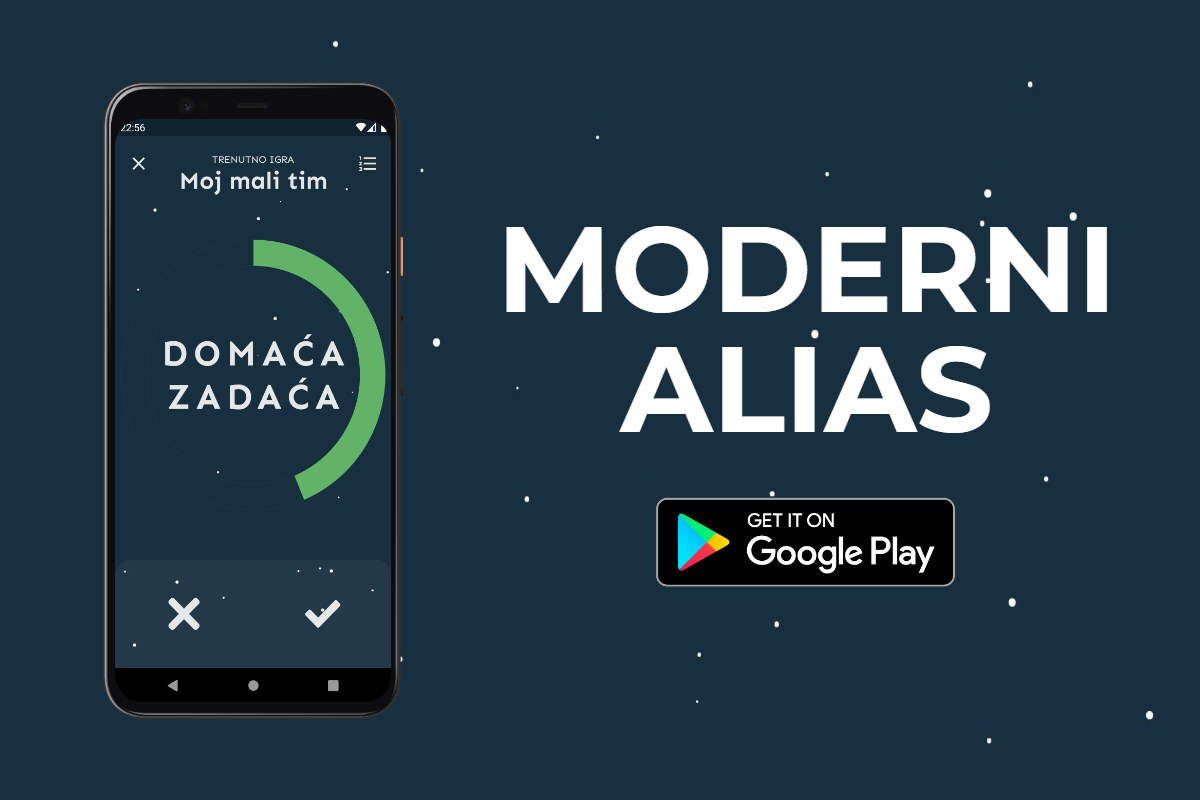 22:56
TRENUTNO IGRA
Moj mali tim
DOMAĆA
ZADAĆA
MODERNI
ALIAS
GET IT ON
Google Play